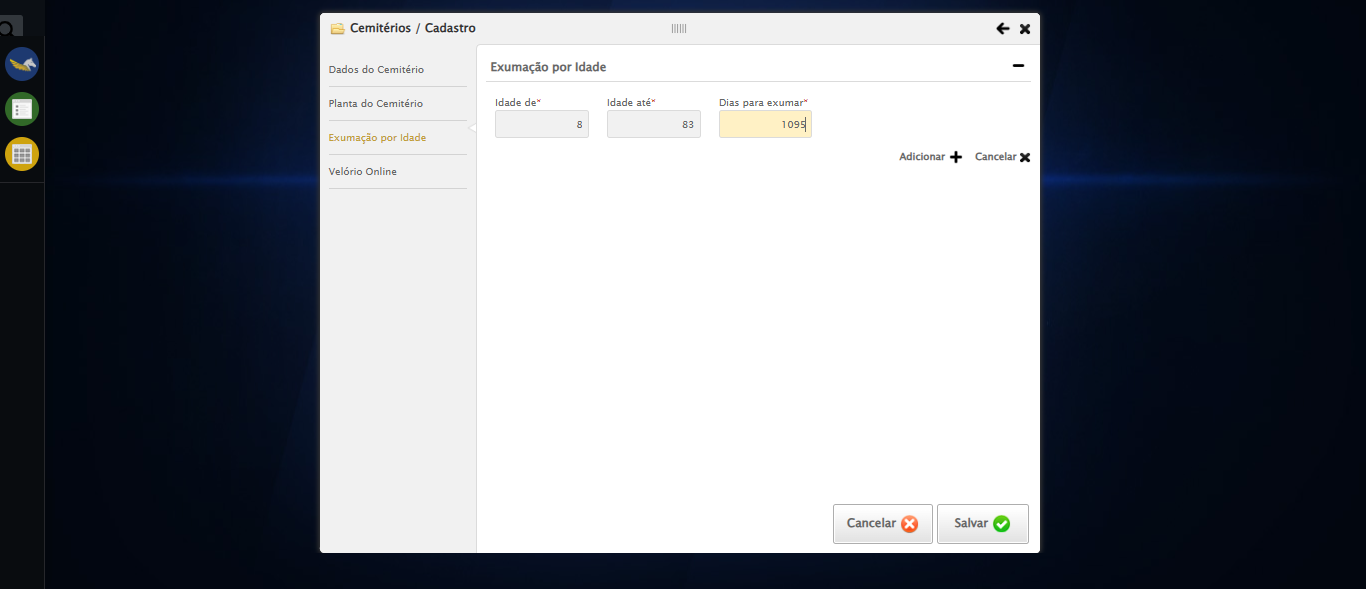 Cemitérios / Cadastro
Dados do Cemitério
Planta do Cemitério
Exumação por Idade
Velório Online
Exumação por Idade
Idade de* Idade até* Dias para exumar*
8 83 1095
Adicionar Cancelar
Cancelar Salvar